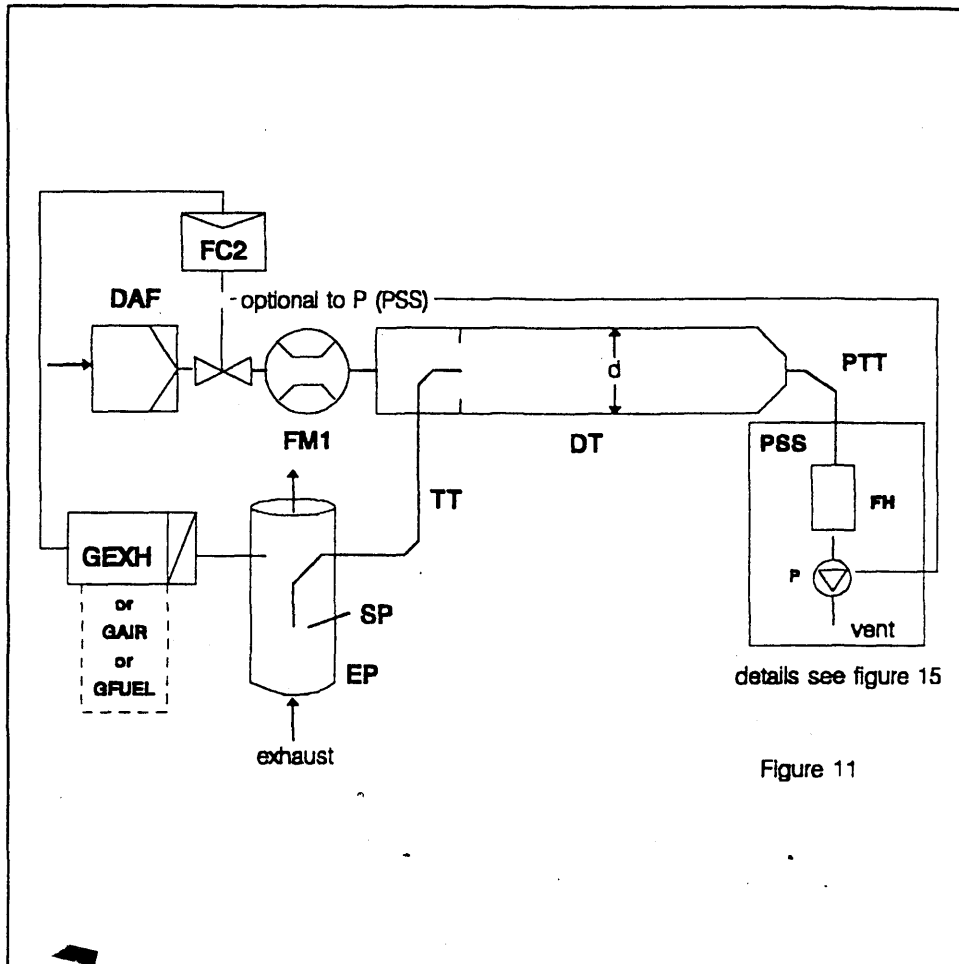 FC2
DAF
optional to P (PSS)
d
PTT
FM1
DT
PSS
TT
FH
GEXH
P
or
GAIR
or
GFUEL
SP
vent
EP
details see figure 15
exhaust
Figure 11